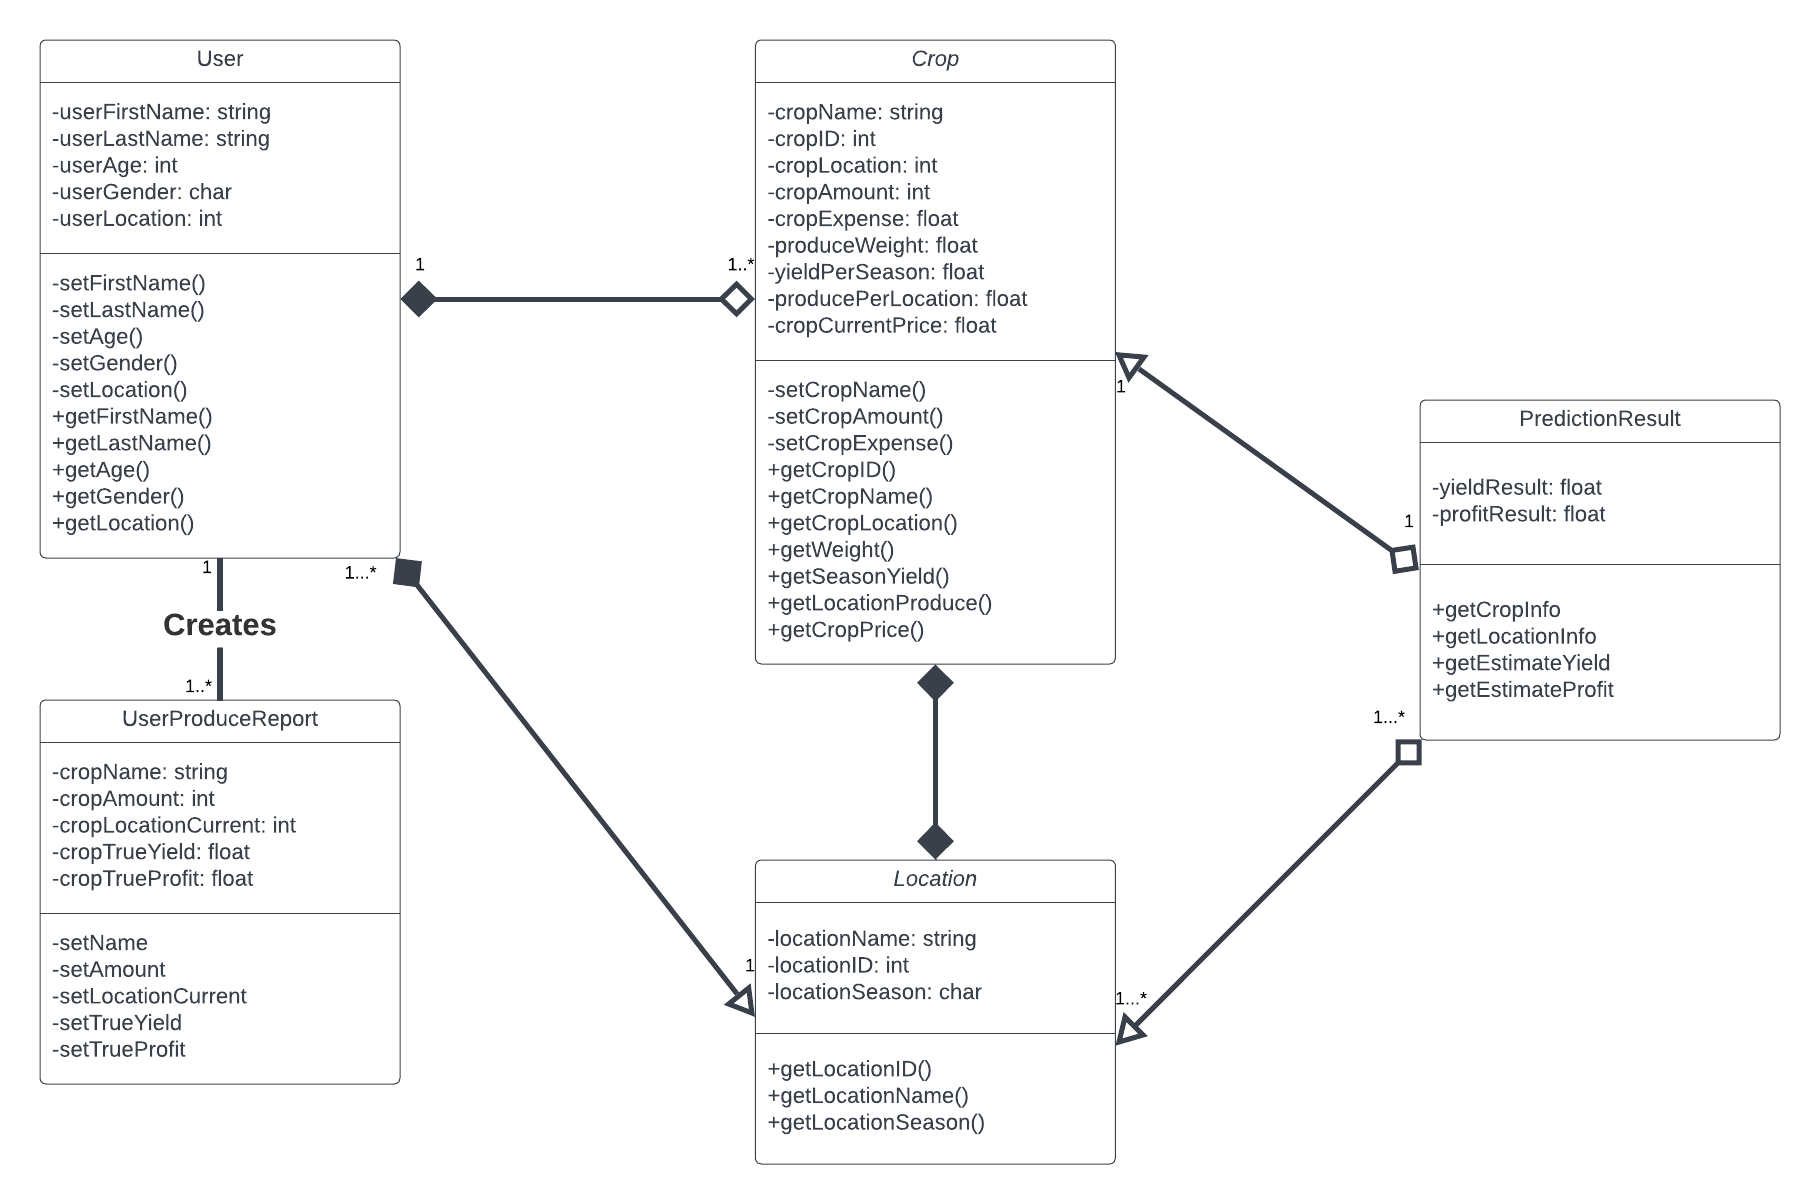 User
-userFirstName: string
-userLastName: string
-userAge: int
-userGender: char
-userLocation: int
-setFirstName()
-setLastName()
-setAge()
-setGender()
-setLocation()
+getFirstName()
+getLastName()
+getAge()
+getGender()
+getLocation()
1
1..*
Crop
-cropName: string
-cropID: int
-cropLocation: int
-cropAmount: int
-cropExpense: float
-produceWeight: float
-yieldPerSeason: float
-producePerLocation: float
-cropCurrentPrice: float
-setCropName()
-setCropAmount()
-setCropExpense()
+getCropID()
+getCropName()
+getCropLocation()
+getWeight()
+getSeasonYield()
+getLocationProduce()
+getCropPrice()
1
1
PredictionResult
-yieldResult: float
-profitResult: float
+getCropInfo
+getLocationInfo
+getEstimateYield
+getEstimateProfit
1...*
1
1...*
Creates
1..*
UserProduceReport
-cropName: string
-cropAmount: int
-cropLocationCurrent: int
-cropTrueYield: float
-cropTrueProfit: float
-setName
-setAmount
-setLocationCurrent
-setTrueYield
-setTrueProfit
Location
-locationName: string
-locationID: int
-locationSeason: char
+getLocationID()
+getLocationName()
+getLocationSeason()
1
1...*